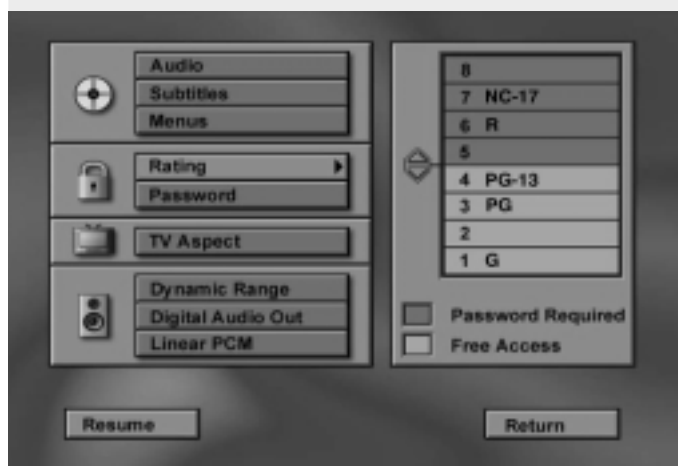 Audio
Subtitles
Menus
Rating
Password
TV Aspect
Dynamic Range
Digital Audio Out
Linear PCM
8
7 NC-17
6 R
5
4 PG-13
3 PG
2
1 G
Password Required
Free Access
Resume
Return